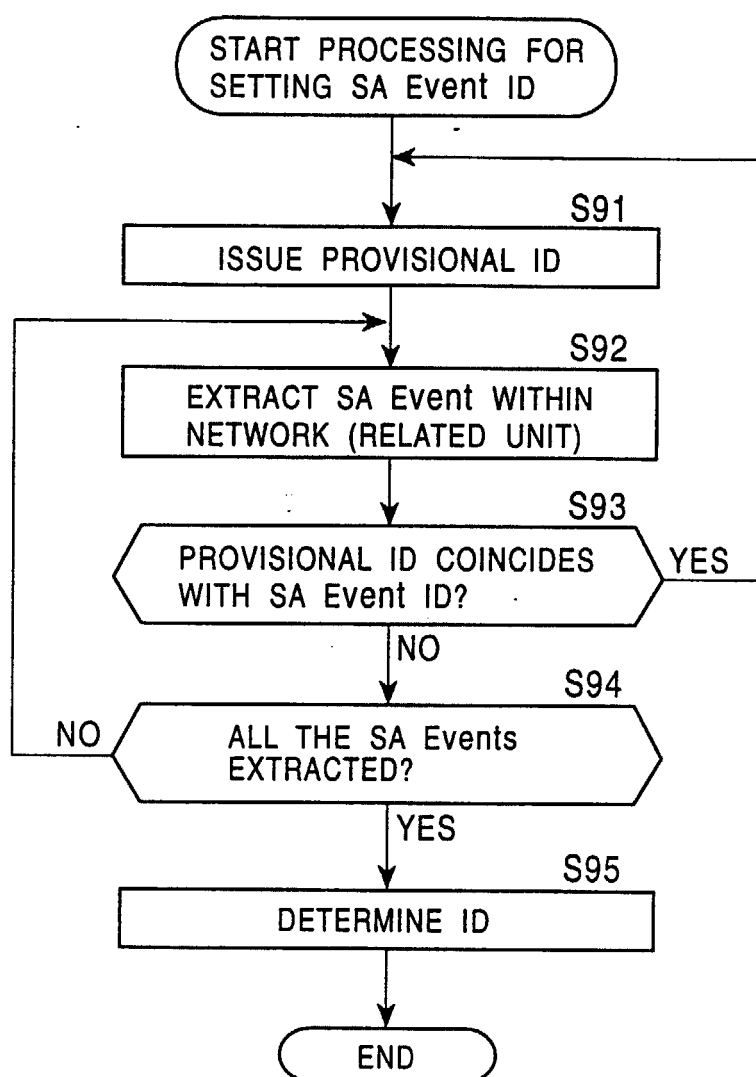 START PROCESSING FOR
SETTING SA Event ID
S91
ISSUE PROVISIONAL ID
S92
EXTRACT SA Event WITHIN
NETWORK (RELATED UNIT)
S93
PROVISIONAL ID COINCIDES
WITH SA Event ID?
YES
NO
S94
ALL THE SA Events
EXTRACTED?
NO
YES
S95
DETERMINE ID
END